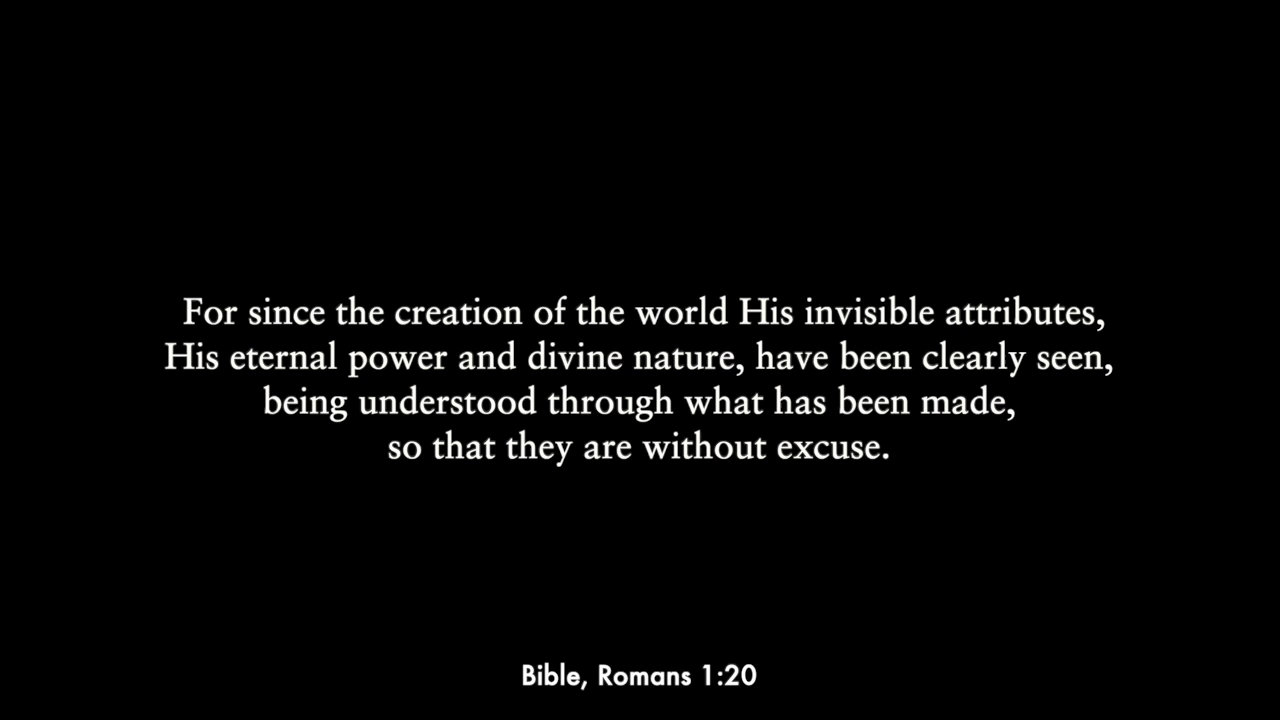 For since the creation of the world His invisible attributes,
His eternal power and divine nature, have been clearly seen,
being understood through what has been made,
so that they are without excuse.
Bible, Romans 1:20